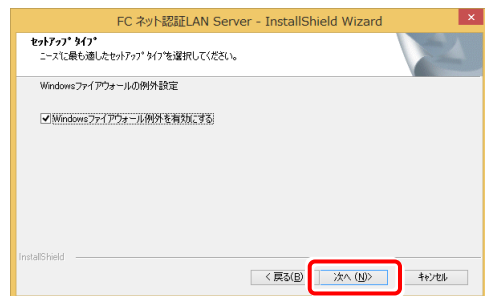 FC ネット認証LAN Server - InstallShield Wizard
×
セットアップ タイプ
ニーズに最も適したセットアップ タイプを選択してください。
Windowsファイアウォールの例外設定
Windowsファイアウォール例外を有効にする
InstallShield
< 戻る(B)
次へ (N)>
キャンセル